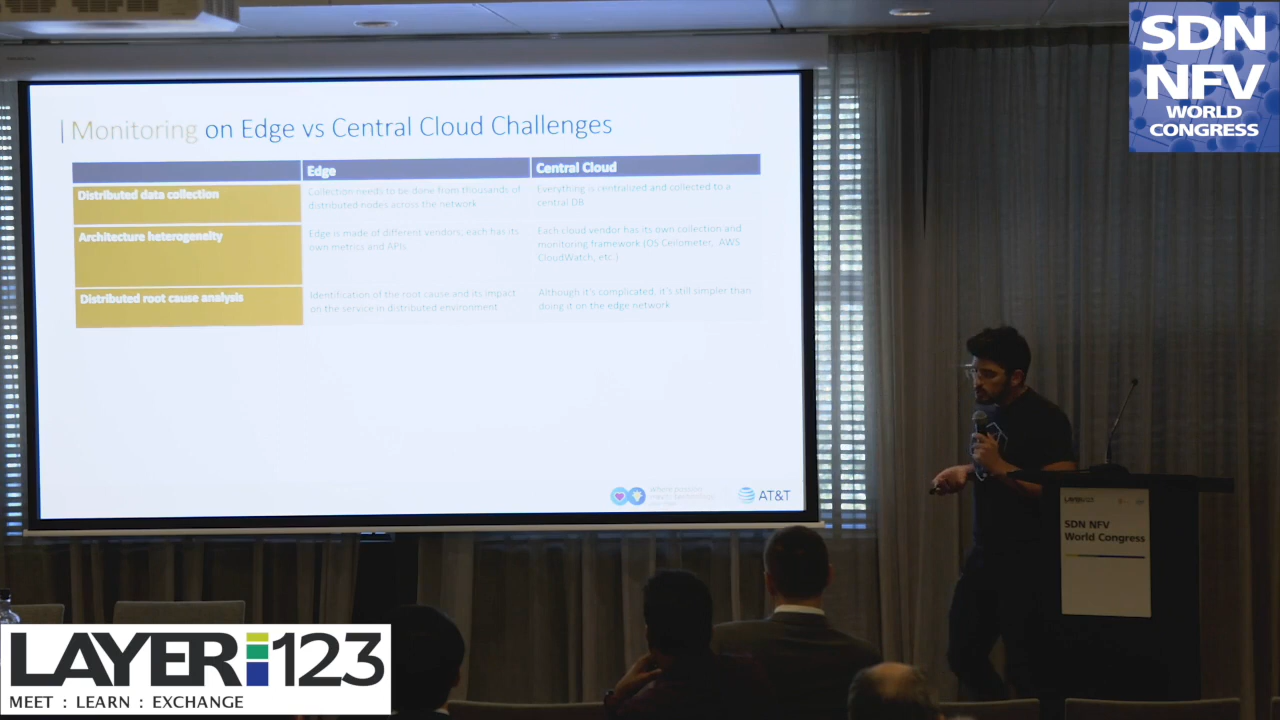 SDN
NFV
WORLD
CONGRESS
| Monitoring on Edge vs Central Cloud Challenges
Edge
Central Cloud
Distributed data collection
Collection needs to be done from thousands of
distributed nodes across the network
Everything is centralized and collected to a
central DB
Architecture heterogeneity
Edge is made of different vendors, each has its
own metrics and APIs
Each cloud vendor has its own collection and
monitoring framework (OS Ceilometer, AWS
CloudWatch, etc.)
Distributed root cause analysis
Identification of the root cause and its impact
on the service in distributed environment
Although it's complicated, it's still simpler than
doing it on the edge network
AT&T
LAYER123
SDN NFV
World Congress
LAYER 123
MEET : LEARN : EXCHANGE